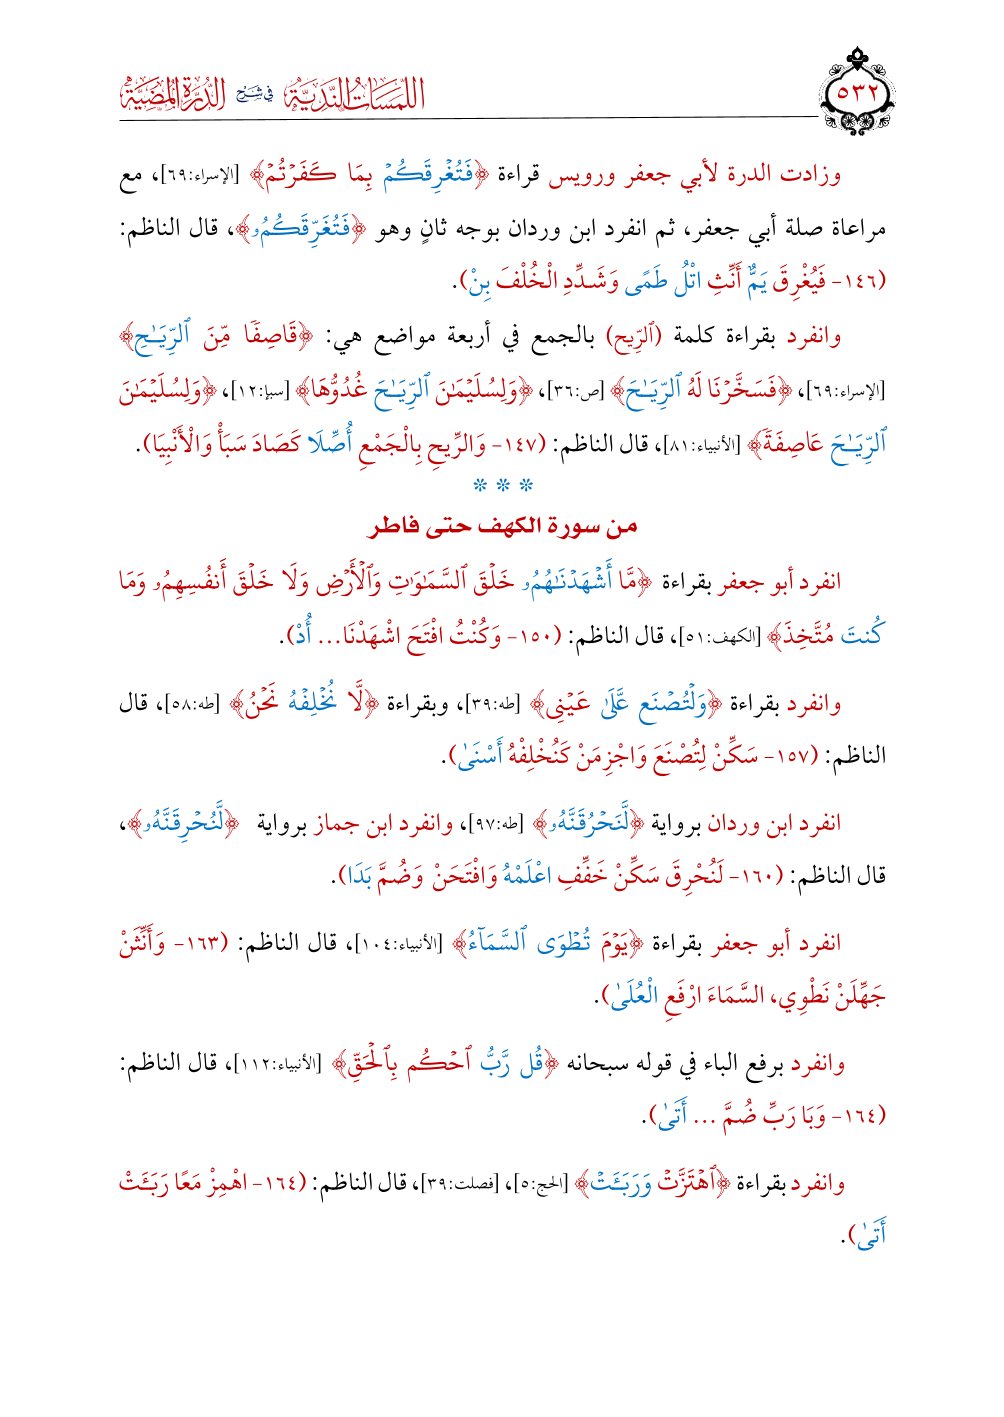 ٥٣٢
اللمسات الندية في شرح الدرة المضية
وزادت الدرة لأبي جعفر ورويس قراءة ﴿فَتُغْرِقَكُمْ بِمَا كَفَرْتُمْ﴾ [الإسراء:٦٩]، مع
مراعاة صلة أبي جعفر، ثم انفرد ابن وردان بوجه ثانٍ وهو ﴿فَتُغَرِّقَكُمُۥ﴾، قال الناظم:
(١٤٦- فَيُغْرِقَ يَمٌّ أَنِّثِ اتْلُ طَمًى وَشَدِّدِ الْخُلْفَ بِنْ).
وانفرد بقراءة كلمة (ٱلرِّيح) بالجمع في أربعة مواضع هي: ﴿قَاصِفٗا مِّنَ ٱلرِّيَٰحِ﴾
[الإسراء:٦٩]، ﴿فَسَخَّرْنَا لَهُ ٱلرِّيَٰحَ﴾ [ص:٣٦]، ﴿وَلِسُلَيْمَٰنَ ٱلرِّيَٰحَ غُدُوُّهَا﴾ [سبإ:١٢]، ﴿وَلِسُلَيْمَٰنَ
ٱلرِّيَٰحَ عَاصِفَةٗ﴾ [الأنبياء:٨١]، قال الناظم: (١٤٧- وَالرِّيحِ بِالْجَمْعِ أُصِّلَا كَصَادَ سَبَأْ وَالْأَنْبِيَا).
* * *
من سورة الكهف حتى فاطر
انفرد أبو جعفر بقراءة ﴿مَّا أَشْهَدْنَٰهُمُۥ خَلْقَ ٱلسَّمَٰوَٰتِ وَٱلْأَرْضِ وَلَا خَلْقَ أَنفُسِهِمُۥ وَمَا
كُنتَ مُتَّخِذَ﴾ [الكهف:٥١]، قال الناظم: (١٥٠- وَكُنْتُ افْتَحَ اشْهَدْنَا... أُدْ).
وانفرد بقراءة ﴿وَلْتُصْنَع عَّلَىٰ عَيْنِي﴾ [طه:٣٩]، وبقراءة ﴿لَّا نُخْلِفْهُ نَحْنُ﴾ [طه:٥٨]، قال
الناظم: (١٥٧- سَكِّنْ لِتُصْنَعَ وَاجْزِمَنْ كَنُخْلِفْهُ أَسْنَىٰ).
انفرد ابن وردان برواية ﴿لَّنَحْرُقَنَّهُۥ﴾ [طه:٩٧]، وانفرد ابن جماز برواية ﴿لَّنُحْرِقَنَّهُۥ﴾،
قال الناظم: (١٦٠- لَنُحْرِقَ سَكِّنْ خَفِّفِ اعْلَمْهُ وَافْتَحَنْ وَضُمَّ بَدَا).
انفرد أبو جعفر بقراءة ﴿يَوْمَ تُطْوَى ٱلسَّمَآءُ﴾ [الأنبياء:١٠٤]، قال الناظم: (١٦٣- وَأَنِّثَنْ
جَهِّلَنْ نَطْوِي، السَّمَاءَ ارْفَعِ الْعُلَىٰ).
وانفرد برفع الباء في قوله سبحانه ﴿قُل رَّبُّ ٱحْكُم بِٱلْحَقِّ﴾ [الأنبياء:١١٢]، قال الناظم:
(١٦٤- وَبَا رَبِّ ضُمَّ ... أَتَىٰ).
وانفرد بقراءة ﴿ٱهْتَزَّتْ وَرَبَـَٔتْ﴾ [الحج:٥]، [فصلت:٣٩]، قال الناظم: (١٦٤- اهْمِزْ مَعًا رَبَـَٔتْ
أَتَىٰ).